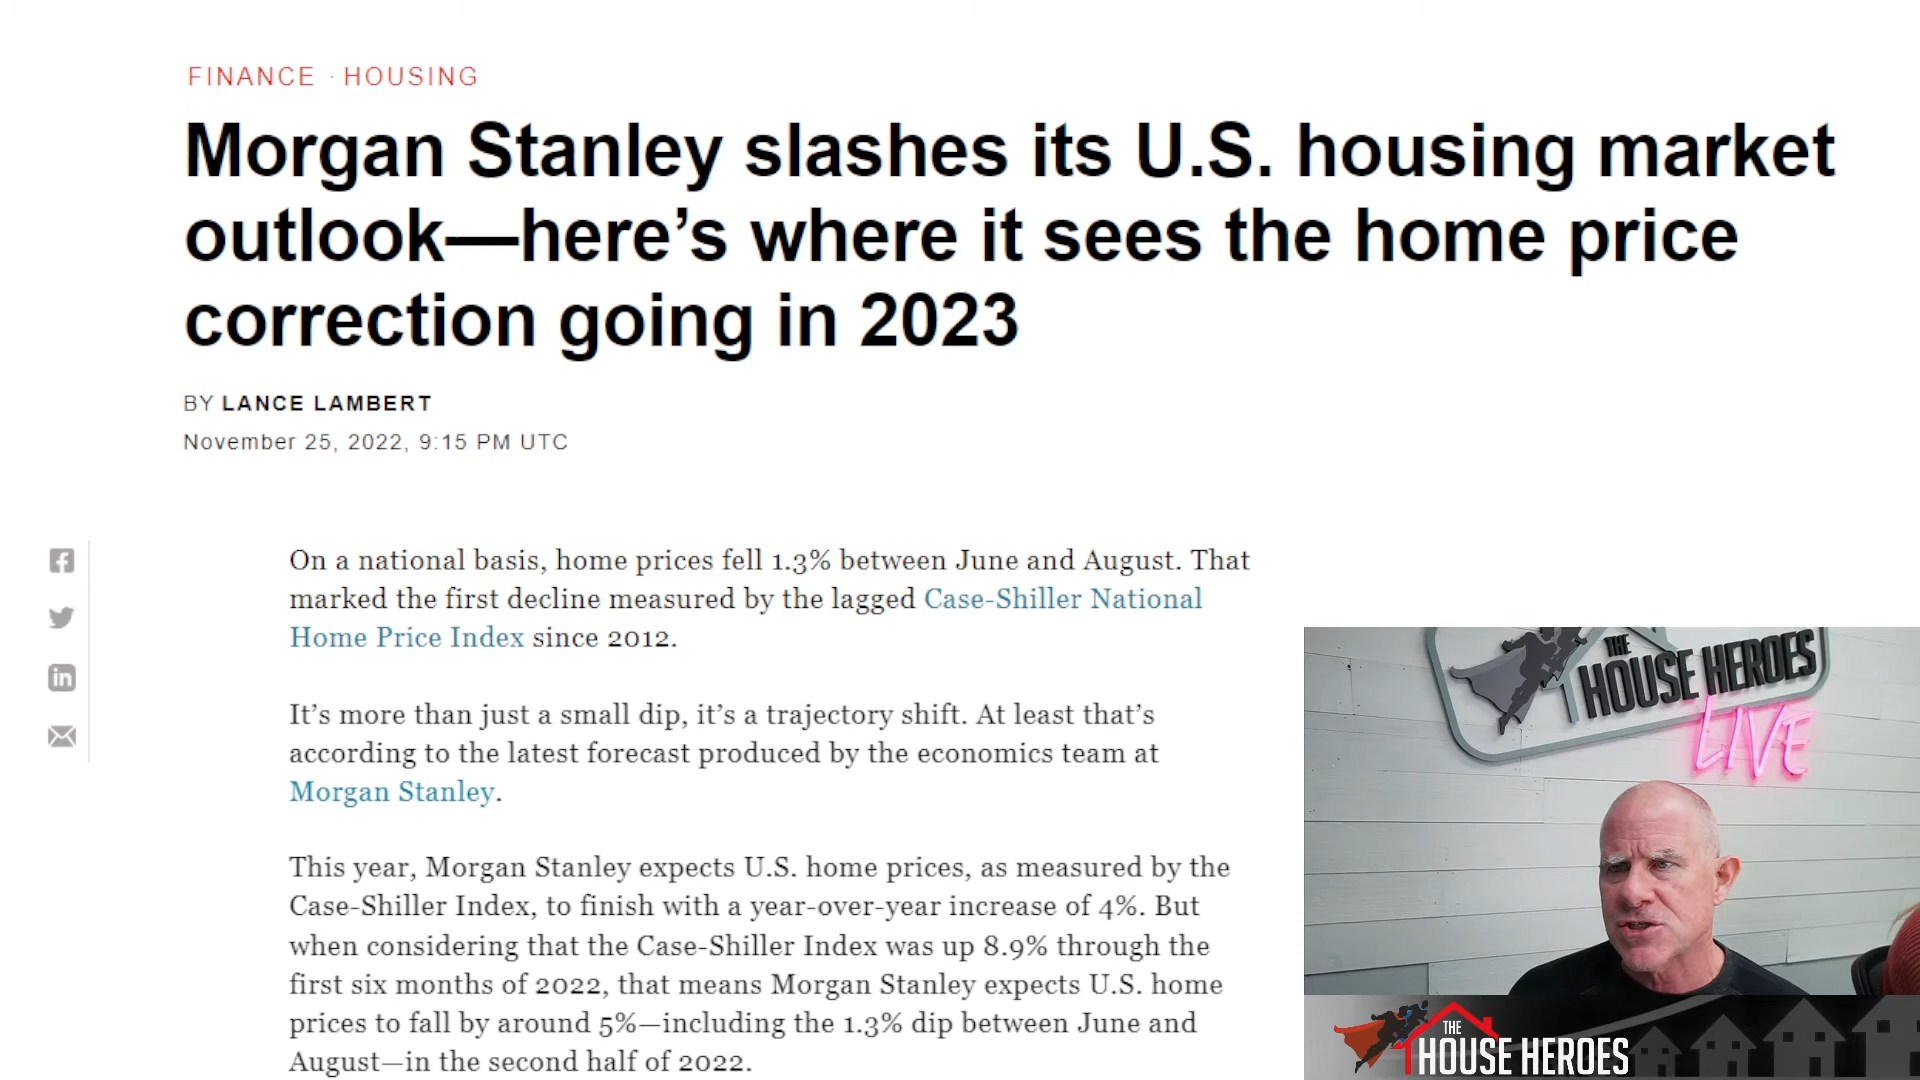 FINANCE · HOUSING
Morgan Stanley slashes its U.S. housing market
outlook—here’s where it sees the home price
correction going in 2023
BY LANCE LAMBERT
November 25, 2022, 9:15 PM UTC
On a national basis, home prices fell 1.3% between June and August. That
marked the first decline measured by the lagged Case-Shiller National
Home Price Index since 2012.
It’s more than just a small dip, it’s a trajectory shift. At least that’s
according to the latest forecast produced by the economics team at
Morgan Stanley.
This year, Morgan Stanley expects U.S. home prices, as measured by the
Case-Shiller Index, to finish with a year-over-year increase of 4%. But
when considering that the Case-Shiller Index was up 8.9% through the
first six months of 2022, that means Morgan Stanley expects U.S. home
prices to fall by around 5%—including the 1.3% dip between June and
August—in the second half of 2022.
THE
HOUSE HEROES
LIVE
THE
HOUSE HEROES